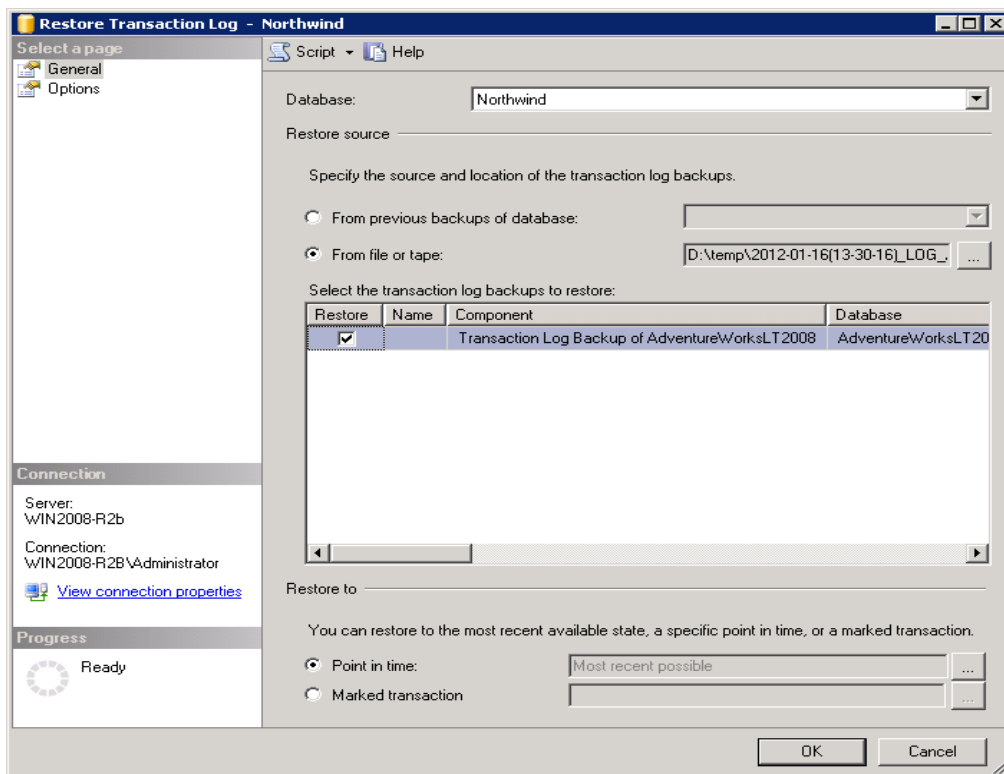 Restore Transaction Log - Northwind
Select a page
General
Options
Script
Help
Database:
Northwind
Restore source
Specify the source and location of the transaction log backups.
From previous backups of database:
From file or tape:
D:\temp\2012-01-16(13-30-16)_LOG_
...
Select the transaction log backups to restore:
Restore Name Component Database
Transaction Log Backup of AdventureWorksLT2008 AdventureWorksLT20
Connection
Server:
WIN2008-R2b
Connection:
WIN2008-R2B\Administrator
View connection properties
Progress
Ready
Restore to
You can restore to the most recent available state, a specific point in time, or a marked transaction.
Point in time:
Most recent possible
...
Marked transaction
...
OK
Cancel